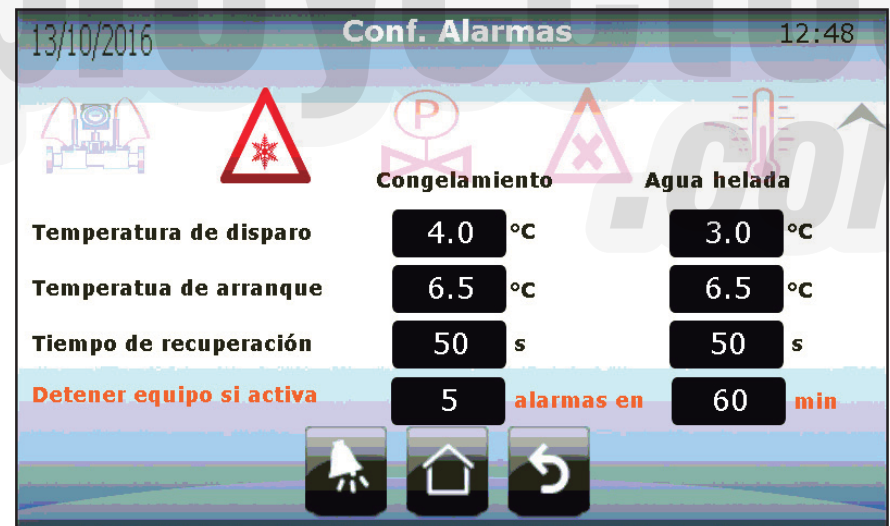 proyecto
.com
13/10/2016 Conf. Alarmas 12:48
P
Congelamiento Agua helada
Temperatura de disparo 4.0 °C 3.0 °C
Temperatua de arranque 6.5 °C 6.5 °C
Tiempo de recuperación 50 s 50 s
Detener equipo si activa 5 alarmas en 60 min